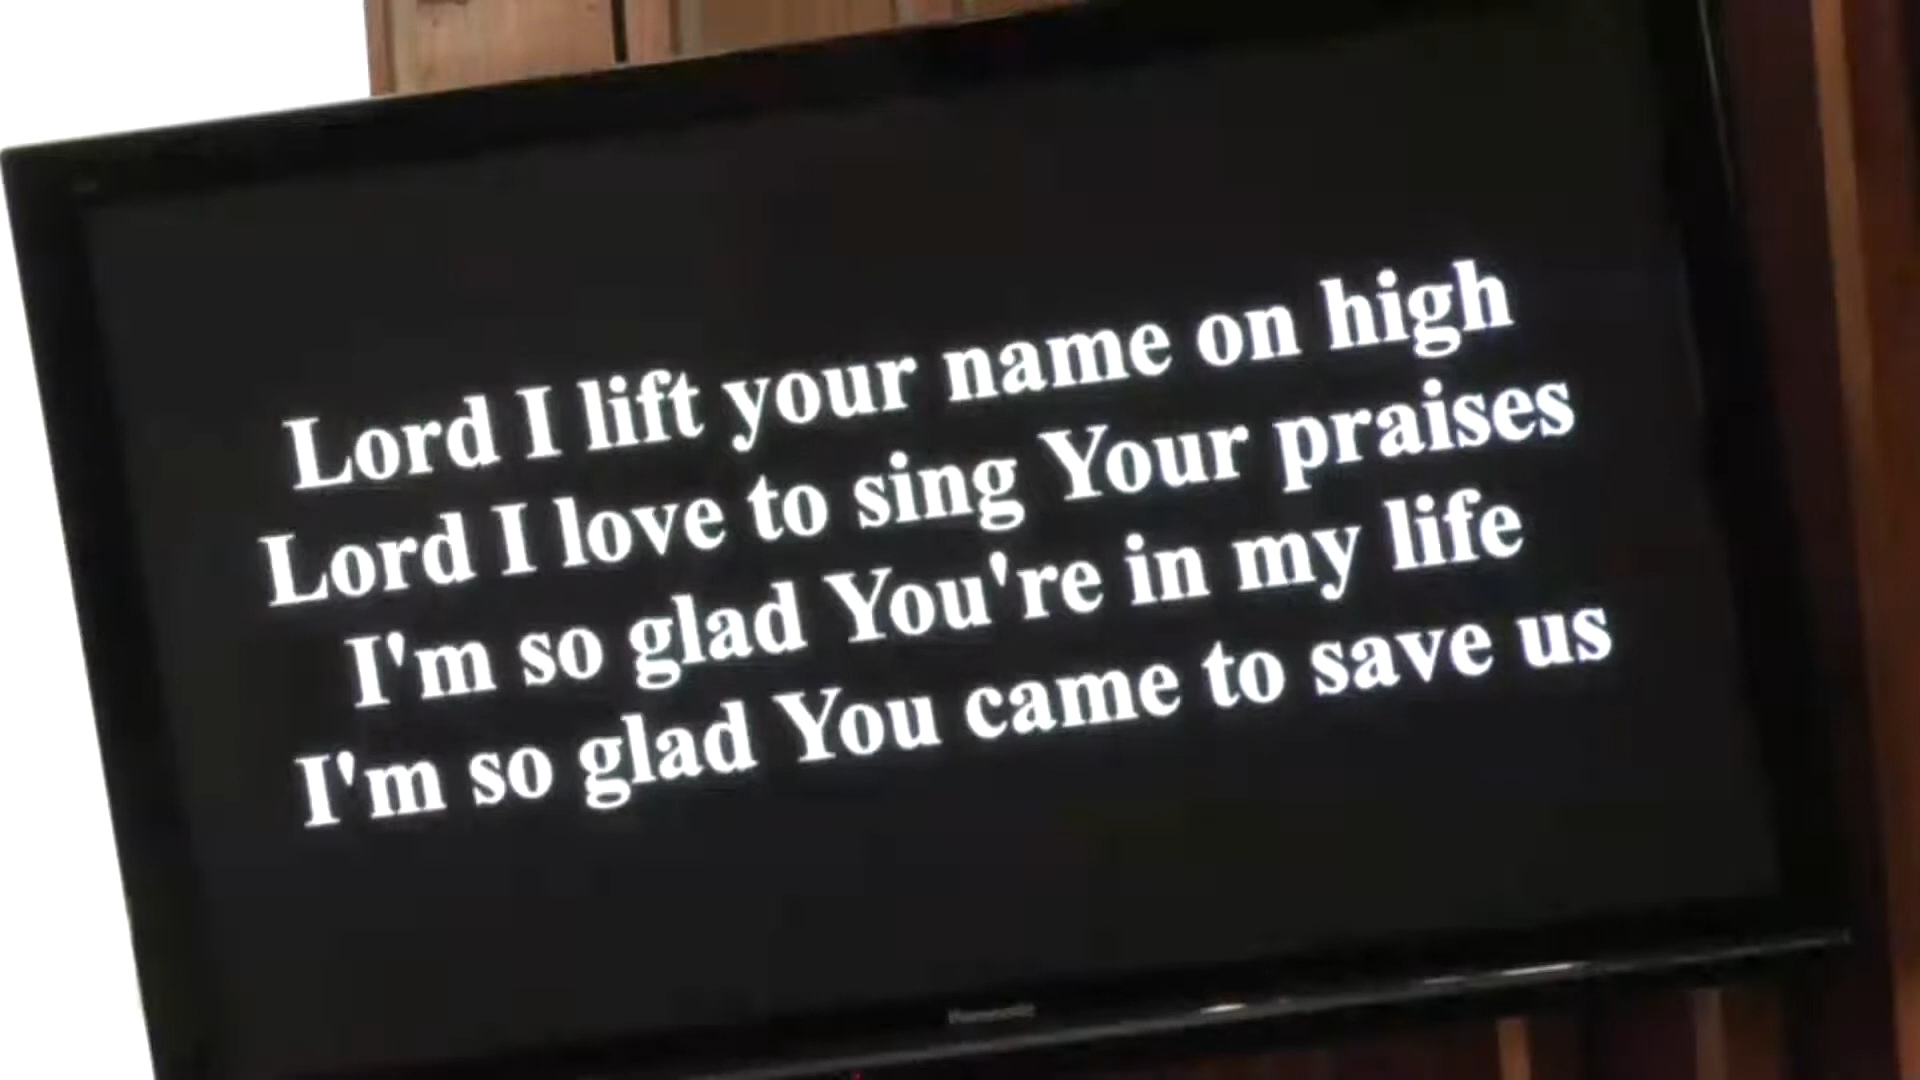 Lord I lift your name on high
Lord I love to sing Your praises
I'm so glad You're in my life
I'm so glad You came to save us
Panasonic